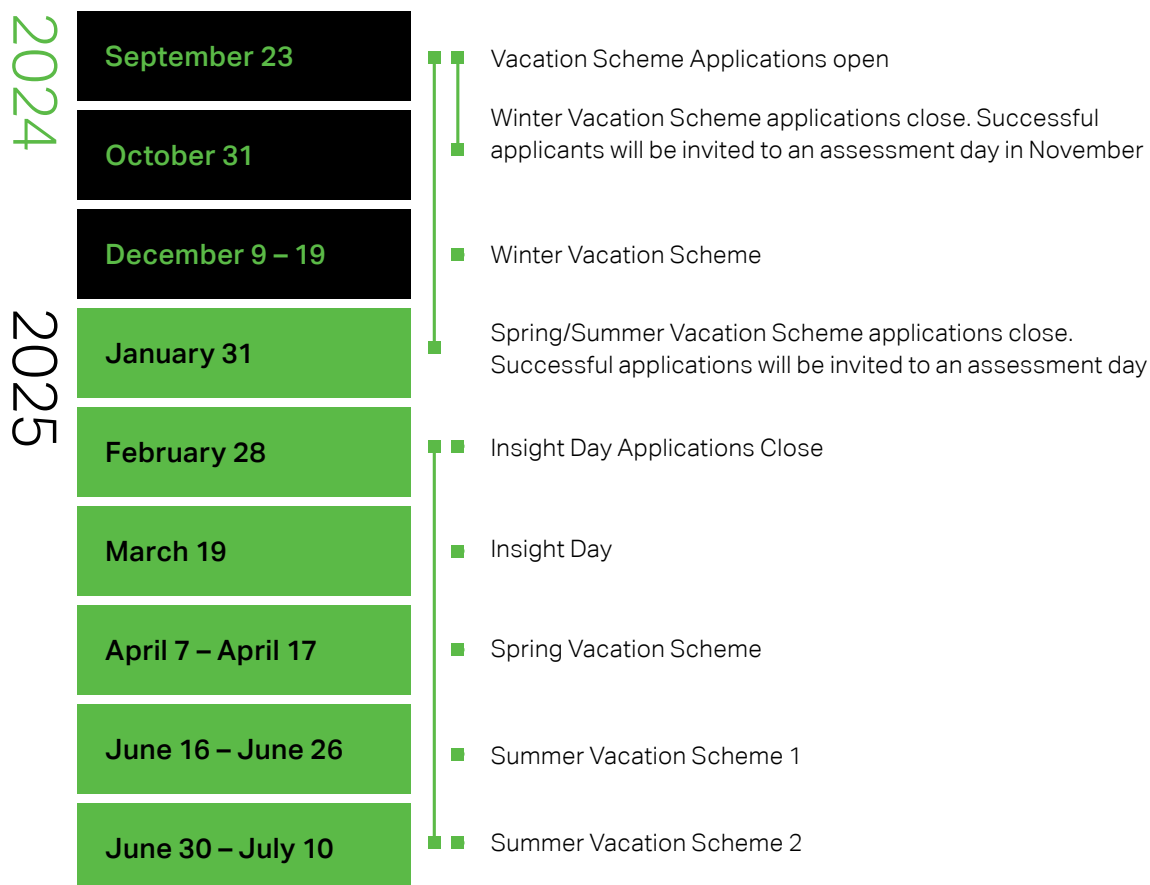 2024
September 23
Vacation Scheme Applications open
October 31
Winter Vacation Scheme applications close. Successful
applicants will be invited to an assessment day in November
December 9 – 19
Winter Vacation Scheme
2025
January 31
Spring/Summer Vacation Scheme applications close.
Successful applications will be invited to an assessment day
February 28
Insight Day Applications Close
March 19
Insight Day
April 7 – April 17
Spring Vacation Scheme
June 16 – June 26
Summer Vacation Scheme 1
June 30 – July 10
Summer Vacation Scheme 2